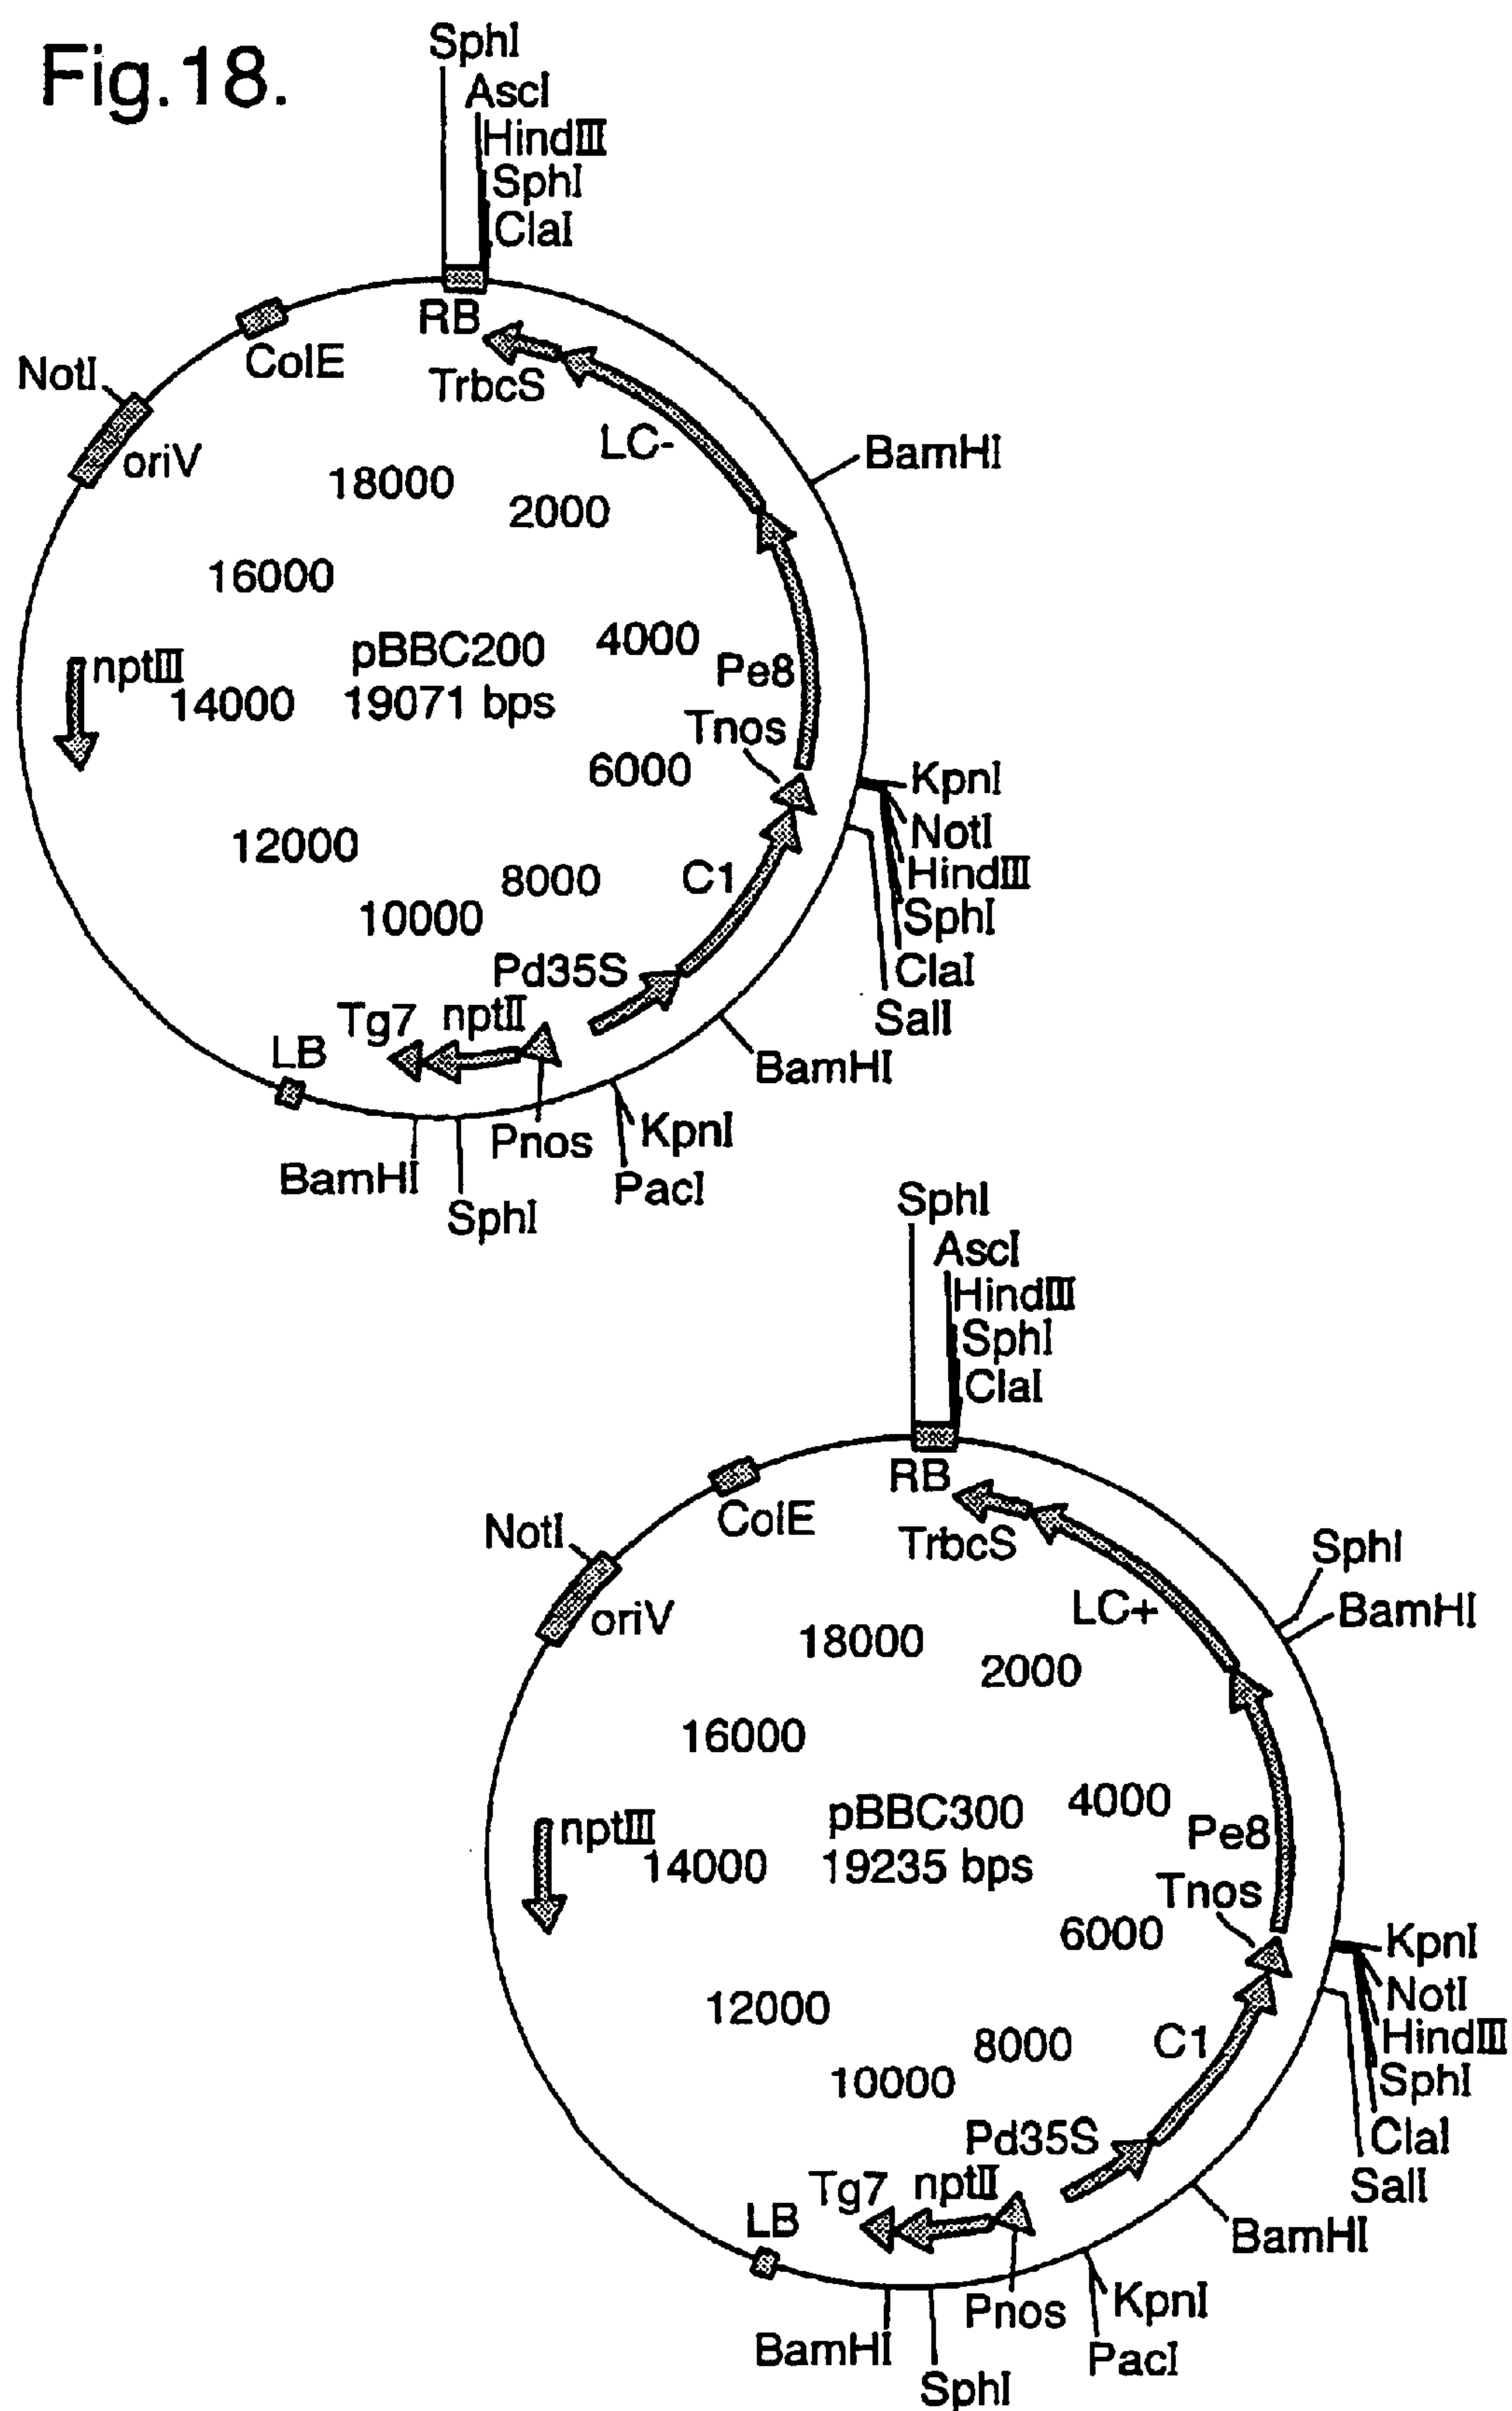 Fig.18.
SphI
AscI
HindIII
SphI
ClaI
RB
ColE
TrbcS
NotI
oriV
LC-
BamHI
18000
2000
16000
pBBC200
19071 bps
4000
Pe8
nptIII
14000
Tnos
6000
KpnI
NotI
HindIII
SphI
ClaI
SalI
12000
8000
C1
10000
Pd35S
Tg7
nptII
LB
BamHI
Pnos
KpnI
BamHI
PacI
SphI
SphI
AscI
HindIII
SphI
ClaI
RB
ColE
TrbcS
NotI
oriV
LC+
SphI
BamHI
18000
2000
16000
pBBC300
19235 bps
4000
Pe8
nptIII
14000
Tnos
6000
KpnI
NotI
HindIII
SphI
ClaI
SalI
12000
8000
C1
10000
Pd35S
Tg7
nptII
LB
BamHI
Pnos
KpnI
BamHI
PacI
SphI